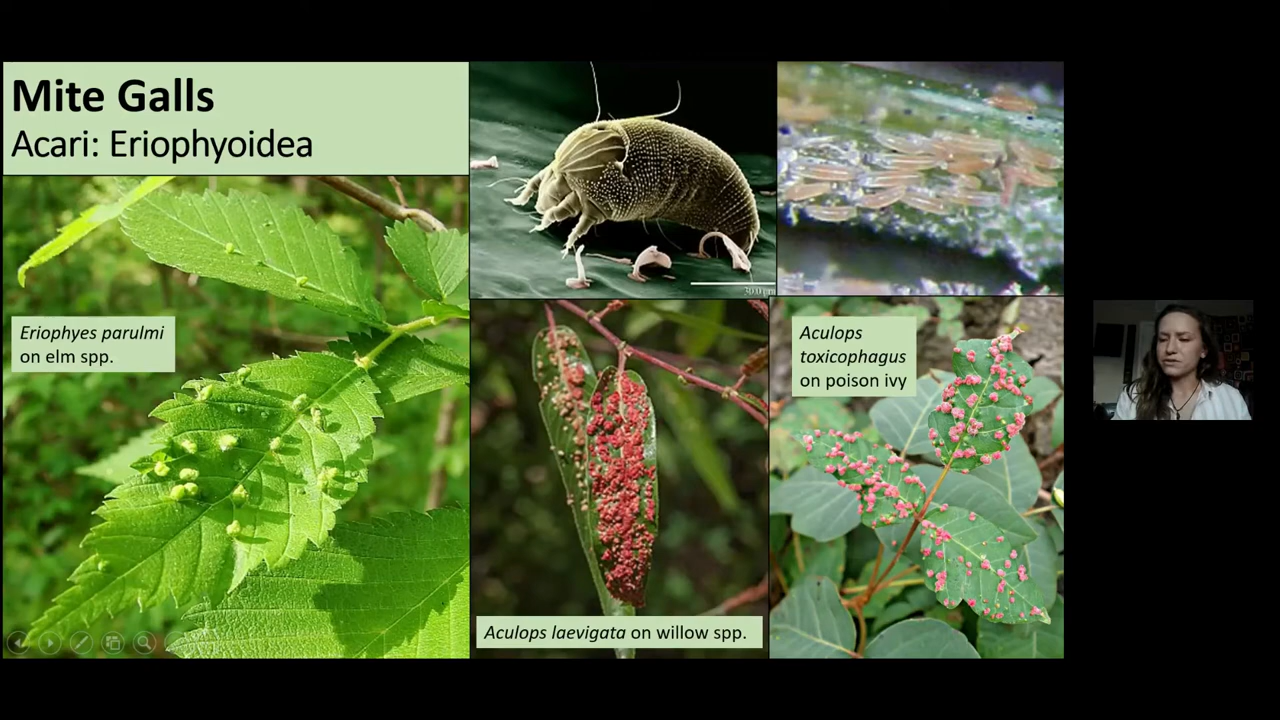 Mite Galls
Acari: Eriophyoidea
Eriophyes parulmi
on elm spp.
Aculops laevigata on willow spp.
Aculops
toxicophagus
on poison ivy